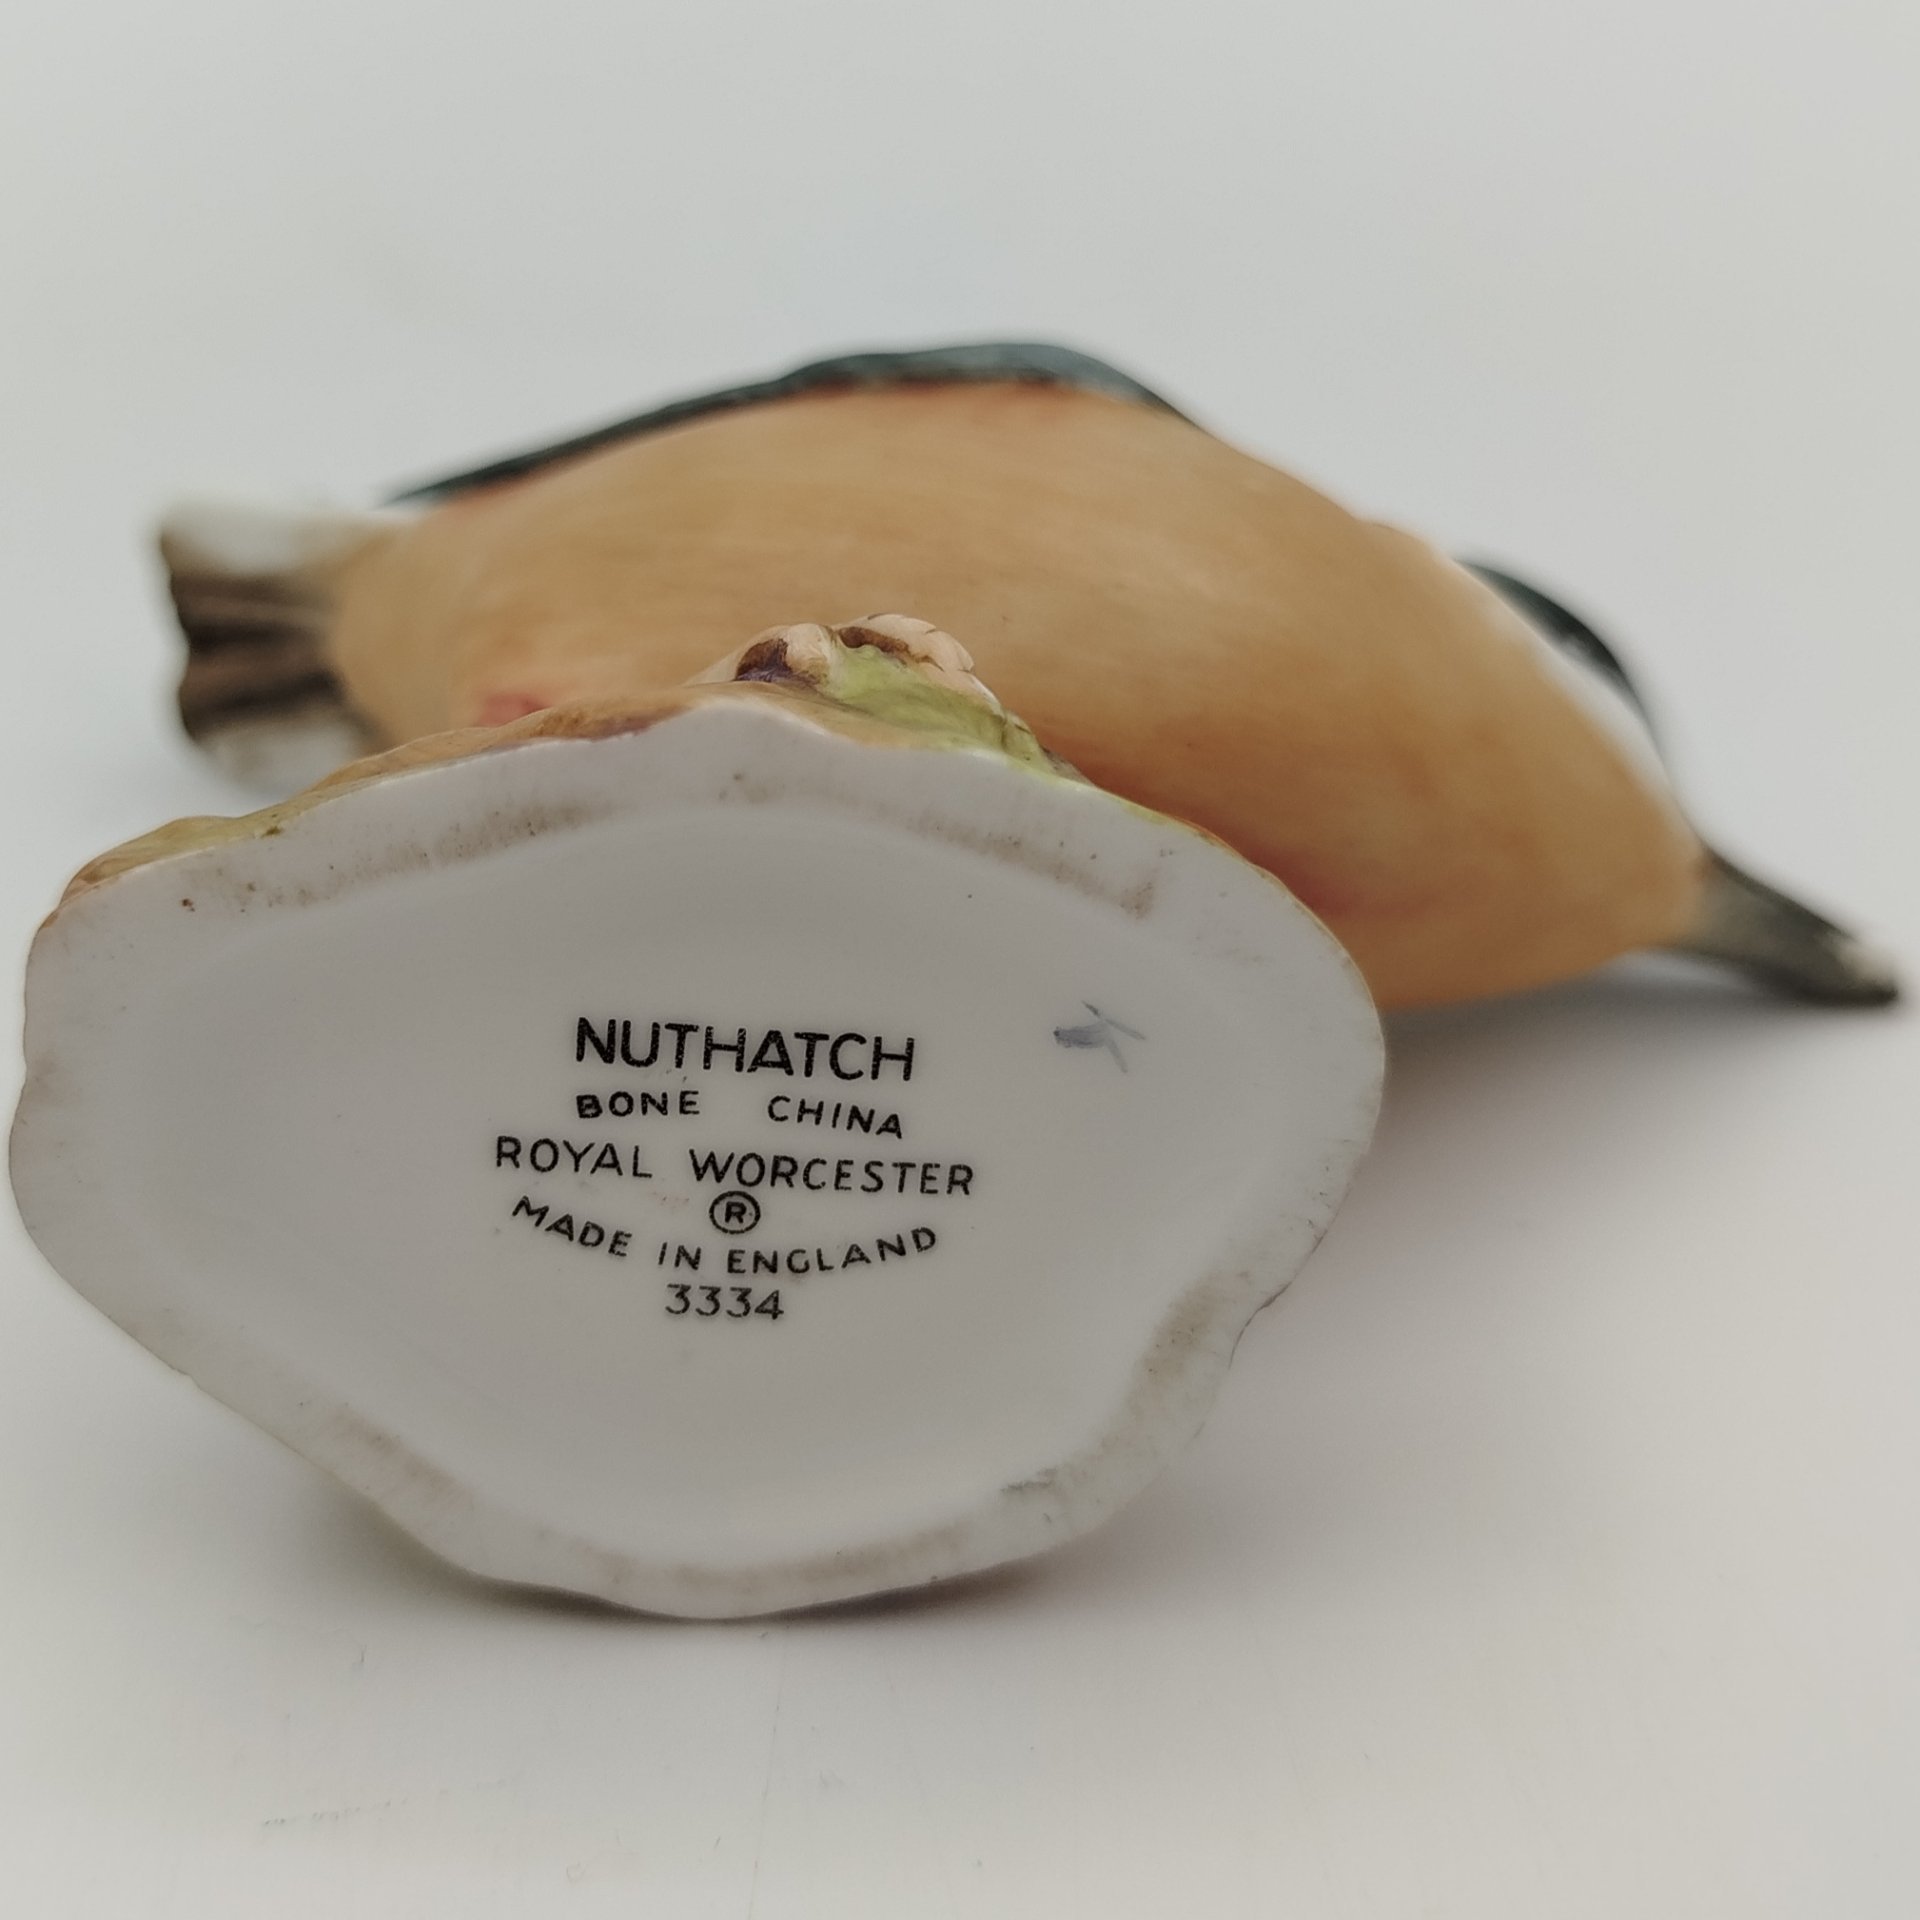 NUTHATCH
BONE CHINA
ROYAL WORCESTER
®
MADE IN ENGLAND
3334